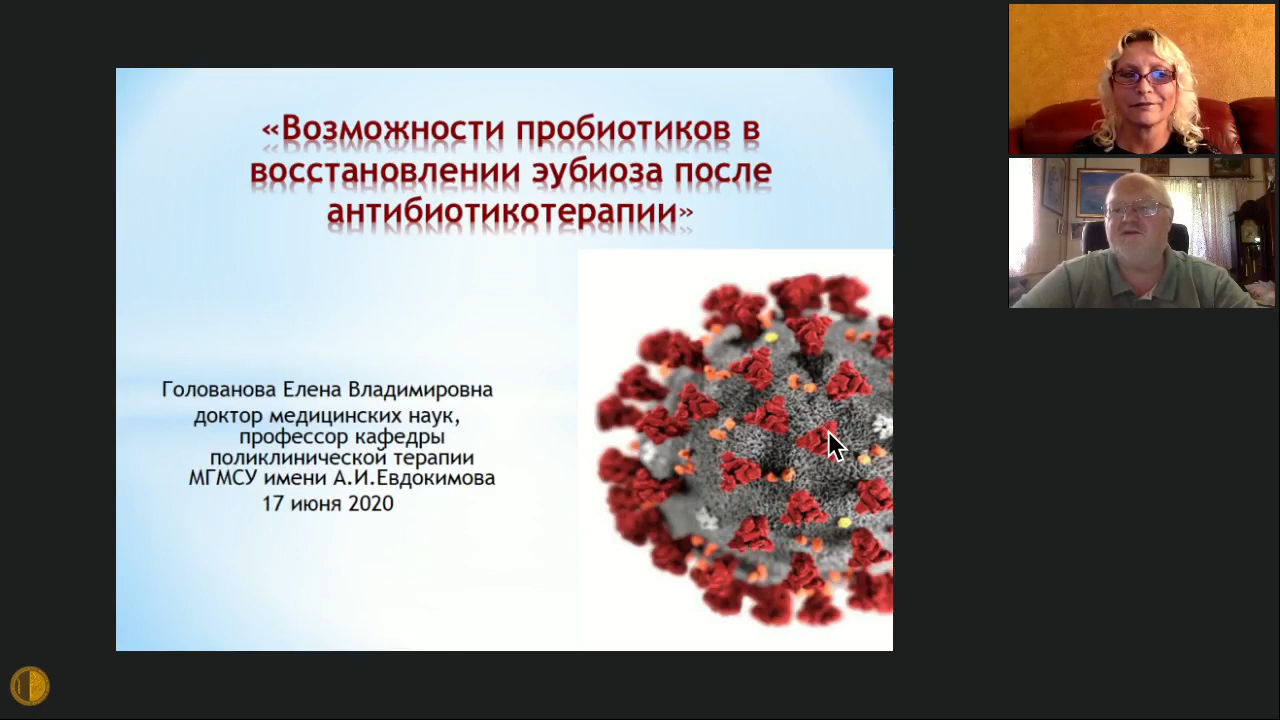 «Возможности пробиотиков в
восстановлении эубиоза после
антибиотикотерапии»
Голованова Елена Владимировна
доктор медицинских наук,
профессор кафедры
поликлинической терапии
МГМСУ имени А.И.Евдокимова
17 июня 2020